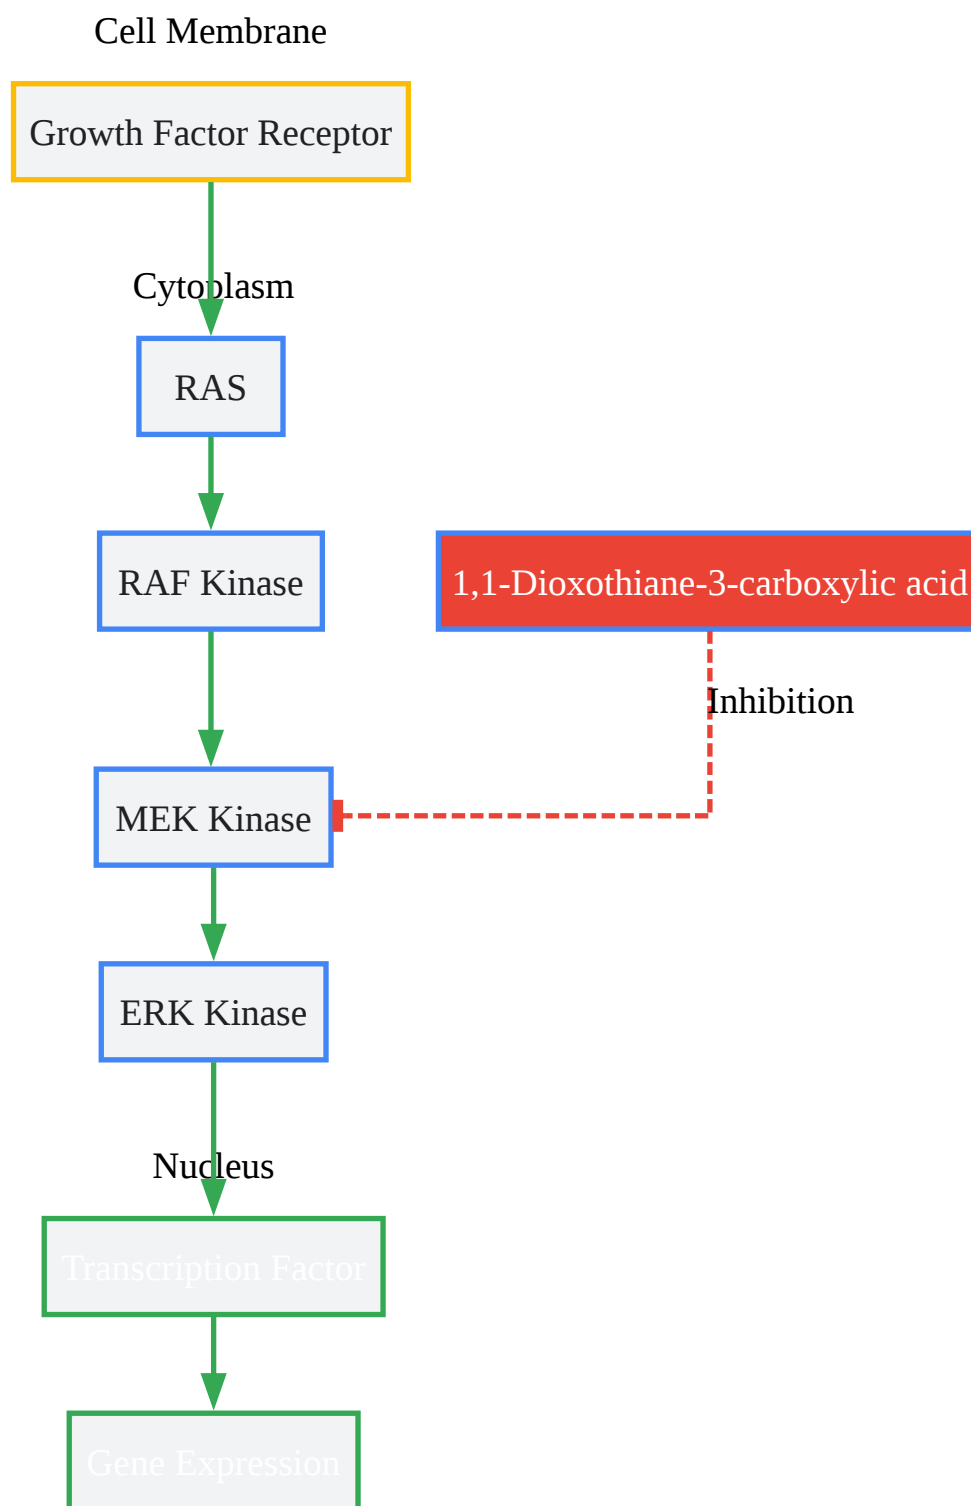 Cell Membrane
Growth Factor Receptor
Cytoplasm
RAS
RAF Kinase
1,1-Dioxothiane-3-carboxylic acid
Inhibition
MEK Kinase
ERK Kinase
Nucleus
Transcription Factor
Gene Expression